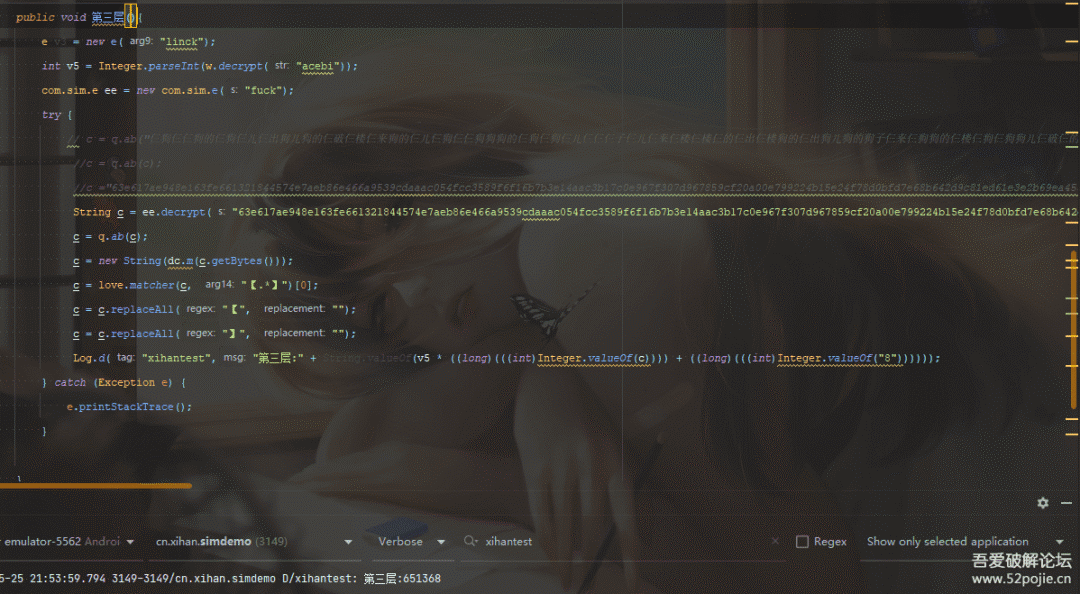 public void 第三层(){
e v3 = new e( arg9: "linck");
int v5 = Integer.parseInt(w.decrypt( str: "acebi"));
com.sim.e ee = new com.sim.e( s: "fuck");
try {
// c = q.ab("
//c = q.ab(c);
//c ="63e617ae948e163fe661321844574e7aeb86e466a9539cdaaac054fcc3589f6f16b7b3e14aac3b17c0e967f307d967859cf20a00e799224b15e24f78d0bfd7e68b642d9c81ed61e3e2b69ea45
String c = ee.decrypt( s: "63e617ae948e163fe661321844574e7aeb86e466a9539cdaaac054fcc3589f6f16b7b3e14aac3b17c0e967f307d967859cf20a00e799224b15e24f78d0bfd7e68b642
c = q.ab(c);
c = new String(dc.m(c.getBytes()));
c = love.matcher(c, arg14: "【.*】")[0];
c = c.replaceAll( regex: "【", replacement: "");
c = c.replaceAll( regex: "】", replacement: "");
Log.d( tag: "xihantest", msg: "第三层:" + String.valueOf(v5 * ((long)(((int)Integer.valueOf(c)))) + ((long)(((int)Integer.valueOf("8"))))));
} catch (Exception e) {
e.printStackTrace();
}
}
emulator-5562 Androi cn.xihan.simdemo (3149) Verbose xihantest Regex Show only selected application
5-25 21:53:59.794 3149-3149/cn.xihan.simdemo D/xihantest: 第三层:651368
吾爱破解论坛
www.52pojie.cn